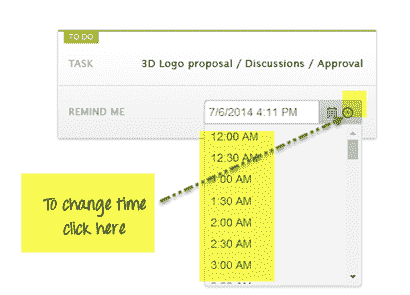 TO DO
TASK 3D Logo proposal / Discussions / Approval
REMIND ME 7/6/2014 4:11 PM
12:00 AM
12:30 AM
1:00 AM
1:30 AM
2:00 AM
2:30 AM
3:00 AM
To change time
click here